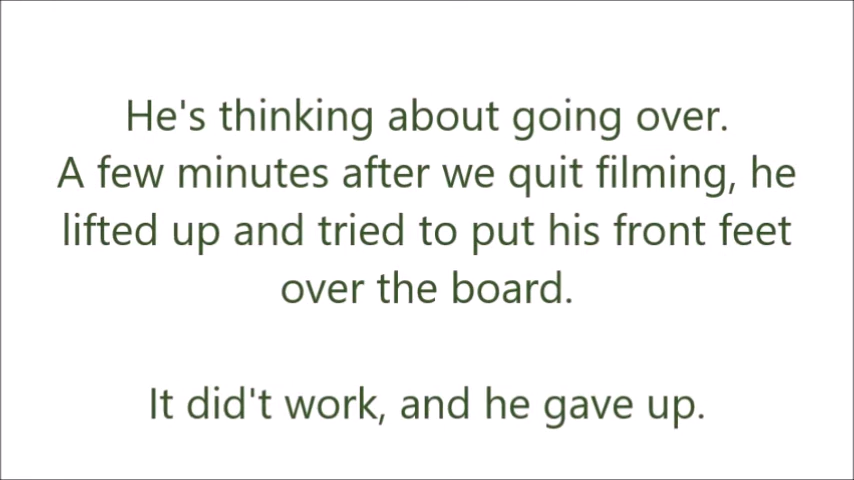 He's thinking about going over.
A few minutes after we quit filming, he
lifted up and tried to put his front feet
over the board.
It did't work, and he gave up.